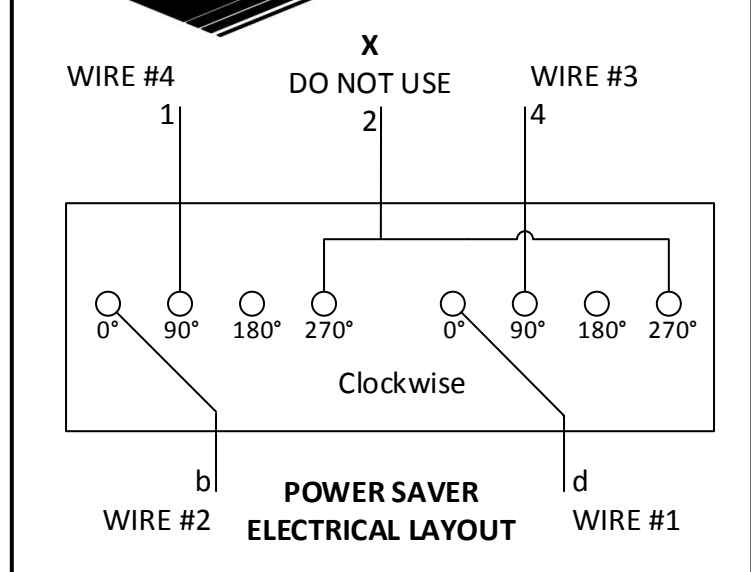 X
WIRE #4 DO NOT USE WIRE #3
1 2 4
0° 90° 180° 270° 0° 90° 180° 270°
Clockwise
b d
POWER SAVER
WIRE #2 ELECTRICAL LAYOUT WIRE #1